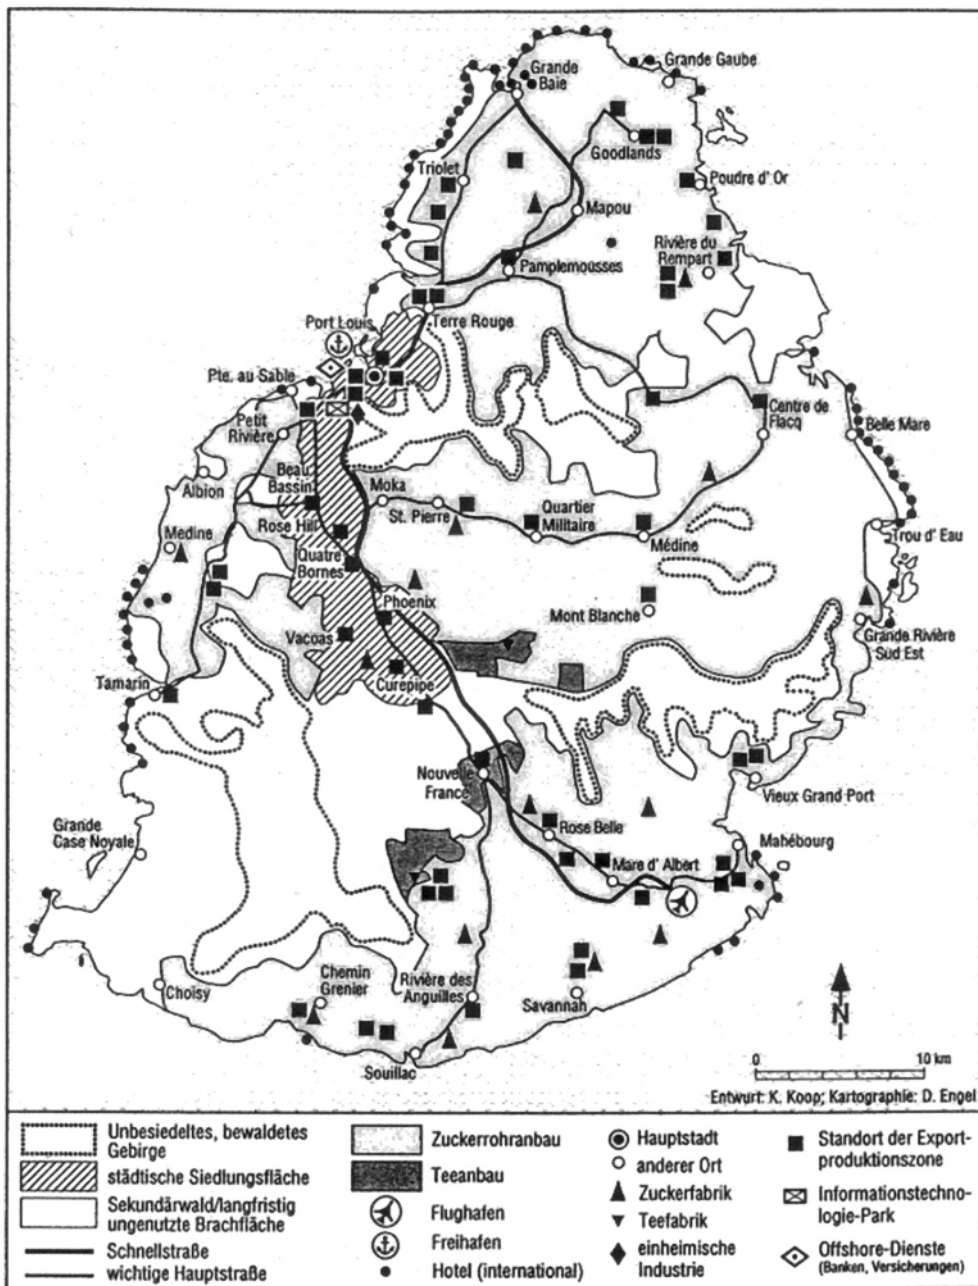 Grande Gaube
Grande
Baie
Goodlands
Triolet
Poudre d' Or
Mapou
Rivière du
Rempart
Pamplemousses
Port Louis
Terre Rouge
Pte. au Sable
Petit
Rivière
Centre de
Flacq
Belle Mare
Beau
Bassin
Albion
Moka
St. Pierre
Quartier
Militaire
Rose Hill
Médine
Trou d' Eau
Medine
Quatre
Bornes
Phoenix
Mont Blanche
Grande Rivière
Sud Est
Vacoas
Curepipe
Tamarin
Nouvelle
France
Vieux Grand Port
Rose Belle
Mahébourg
Grande
Case Noyale
Mare d' Albert
Choisy
Chemin
Grenier
Rivière des
Anguilles
Savannah
Souillac
N
0 10 km
Entwurf: K. Koop; Kartographie: D. Engel
Unbesiedeltes, bewaldetes
Gebirge
städtische Siedlungsfläche
Sekundärwald/langfristig
ungenutzte Brachfläche
Schnellstraße
wichtige Hauptstraße
Zuckerrohranbau
Teeanbau
Flughafen
Freihafen
Hotel (international)
Hauptstadt
anderer Ort
Zuckerfabrik
Teefabrik
einheimische
Industrie
Standort der Export-
produktionszone
Informationstechno-
logie-Park
Offshore-Dienste
(Banken, Versicherungen)